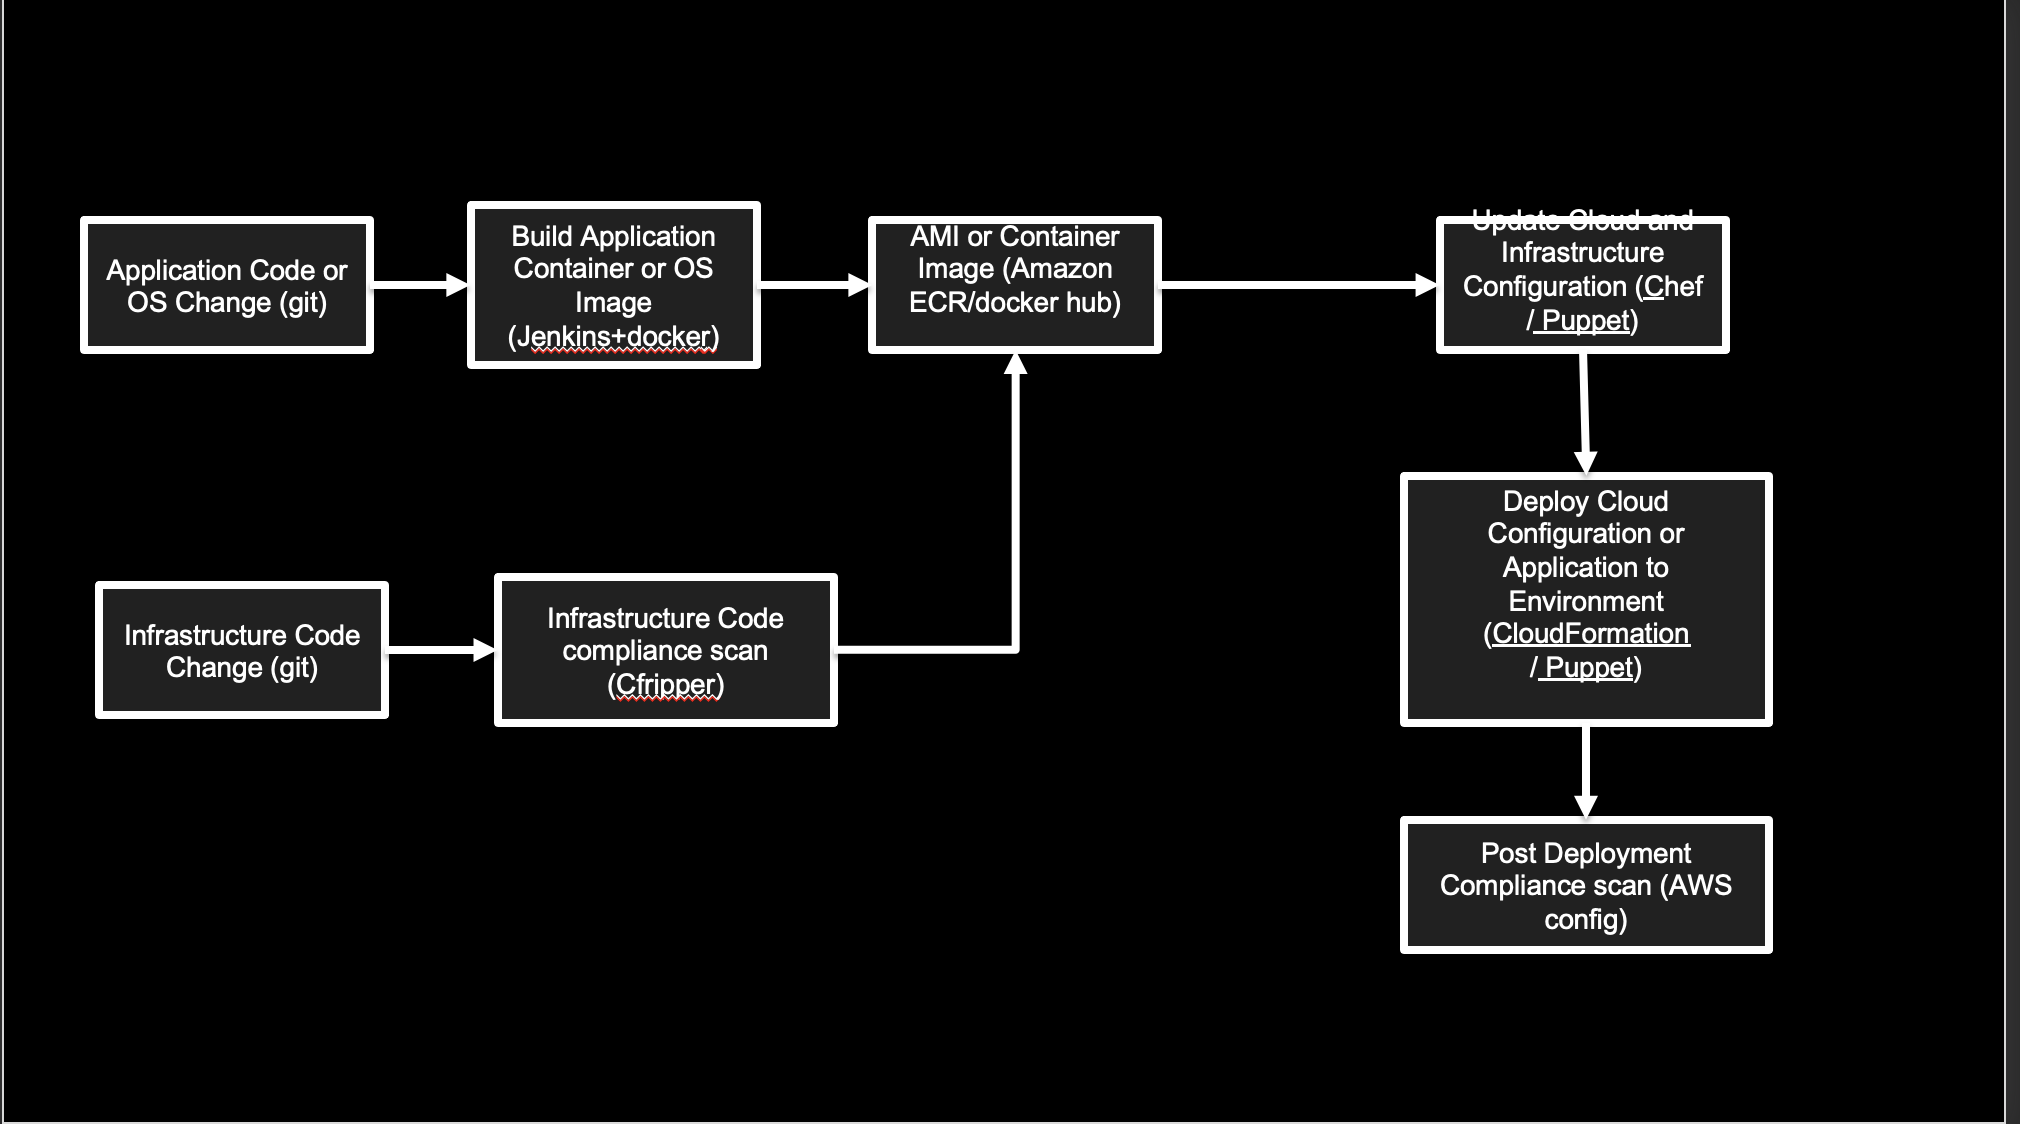 Application Code or
OS Change (git)
Build Application
Container or OS
Image
(Jenkins+docker)
AMI or Container
Image (Amazon
ECR/docker hub)
Update Cloud and
Infrastructure
Configuration (Chef
/ Puppet)
Infrastructure Code
Change (git)
Infrastructure Code
compliance scan
(Cfripper)
Deploy Cloud
Configuration or
Application to
Environment
(CloudFormation
/ Puppet)
Post Deployment
Compliance scan (AWS
config)